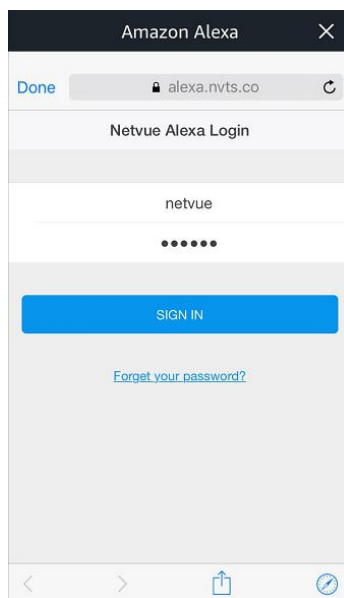 Amazon Alexa
Done alexa.nvts.co
Netvue Alexa Login
netvue
••••••
SIGN IN
Forget your password?